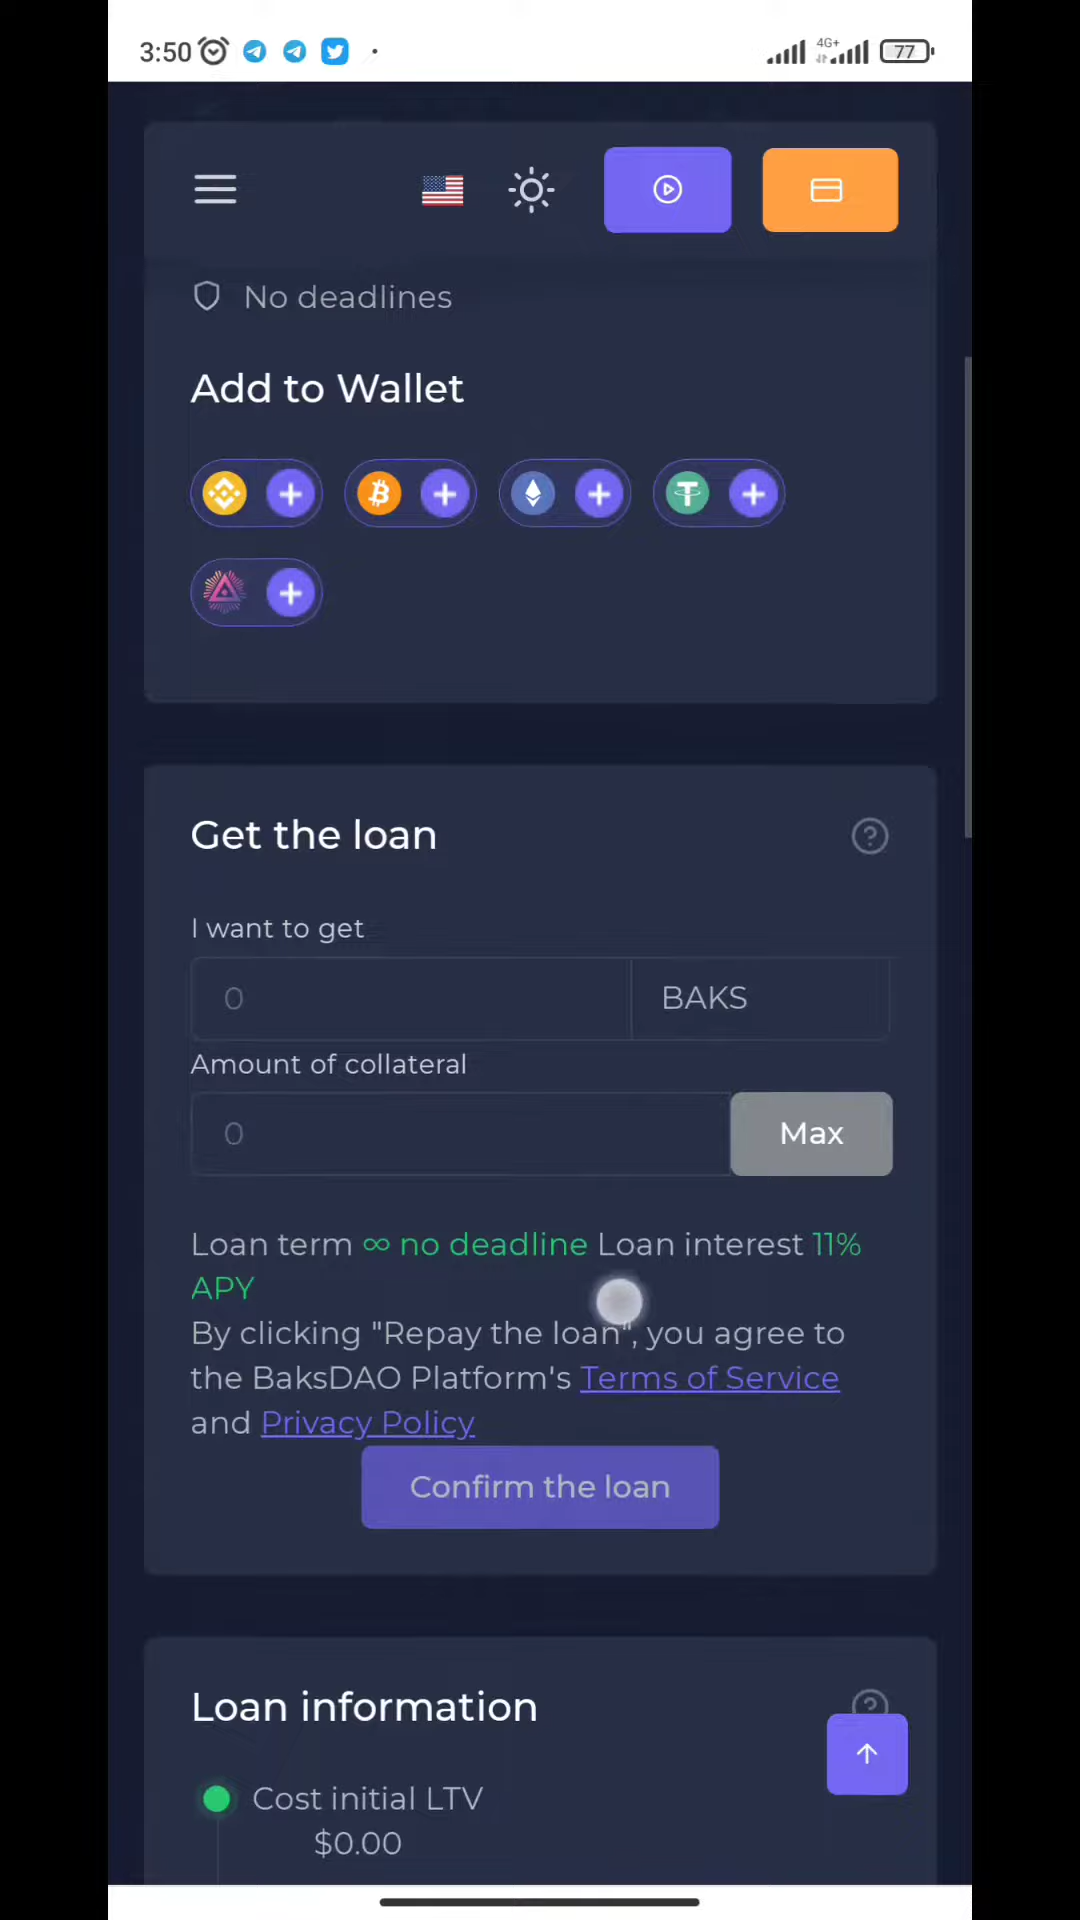 3:50
4G+
77
No deadlines
Add to Wallet
Get the loan
I want to get
0
BAKS
Amount of collateral
0
Max
Loan term ∞ no deadline Loan interest 11%
APY
By clicking "Repay the loan", you agree to
the BaksDAO Platform's Terms of Service
and Privacy Policy
Confirm the loan
Loan information
Cost initial LTV
$0.00